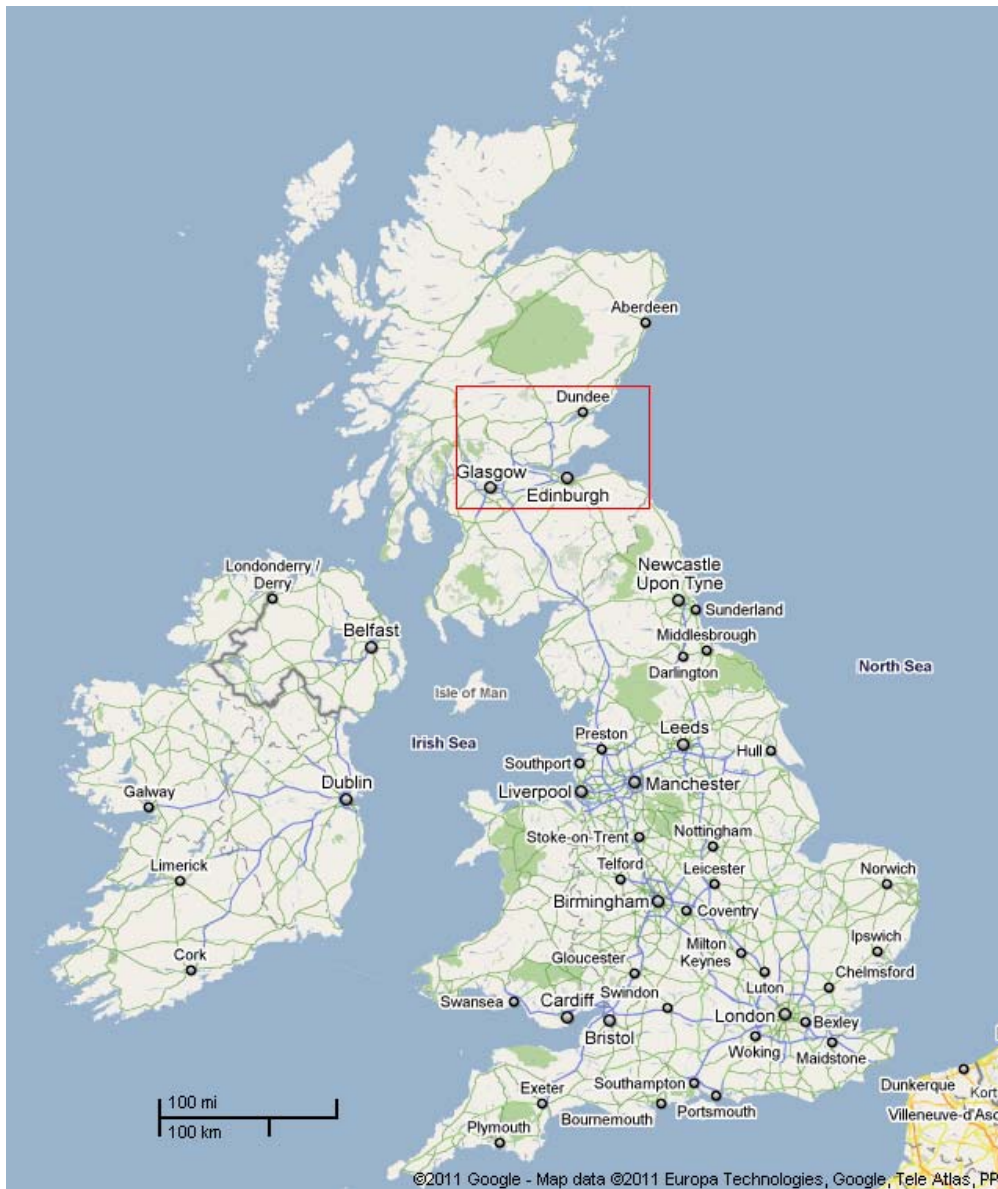 Aberdeen
Dundee
Glasgow
Edinburgh
Londonderry /
Derry
Belfast
Newcastle
Upon Tyne
Sunderland
Middlesbrough
Darlington
North Sea
Isle of Man
Irish Sea
Preston
Leeds
Hull
Southport
Liverpool
Manchester
Dublin
Galway
Stoke-on-Trent
Nottingham
Limerick
Telford
Leicester
Norwich
Birmingham
Coventry
Cork
Milton
Keynes
Ipswich
Gloucester
Chelmsford
Luton
Swansea
Cardiff
Swindon
London
Bexley
Bristol
Woking
Maidstone
Exeter
Southampton
Dunkerque
Bournemouth
Portsmouth
Kort
Villeneuve-d'Asc
Plymouth
100 mi
100 km
©2011 Google - Map data ©2011 Europa Technologies, Google, Tele Atlas, PP